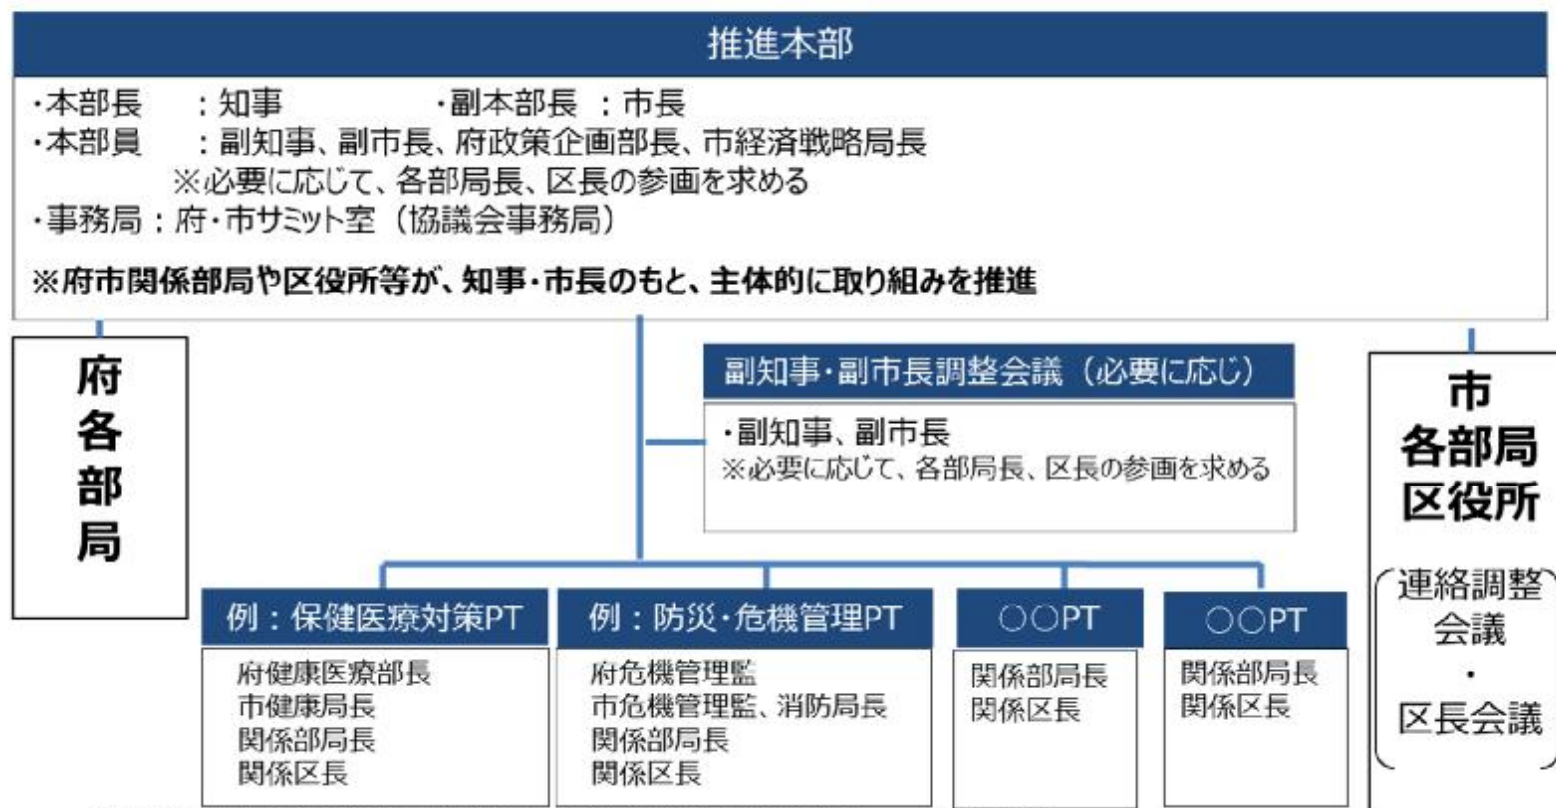 推進本部
・本部長　：知事　　　　・副本部長：市長
・本部員　：副知事、副市長、府政策企画部長、市経済戦略局長
※必要に応じて、各部局長、区長の参画を求める
・事務局：府・市サミット室（協議会事務局）
※府市関係部局や区役所等が、知事・市長のもと、主体的に取り組みを推進
府各部局
副知事・副市長調整会議（必要に応じ）
・副知事、副市長
※必要に応じて、各部局長、区長の参画を求める
市
各部局
区役所
連絡調整
会議
・
区長会議
例：保健医療対策PT
府健康医療部長
市健康局長
関係部局長
関係区長
例：防災・危機管理PT
府危機管理監
市危機管理監、消防局長
関係部局長
関係区長
○○PT
関係部局長
関係区長
○○PT
関係部局長
関係区長